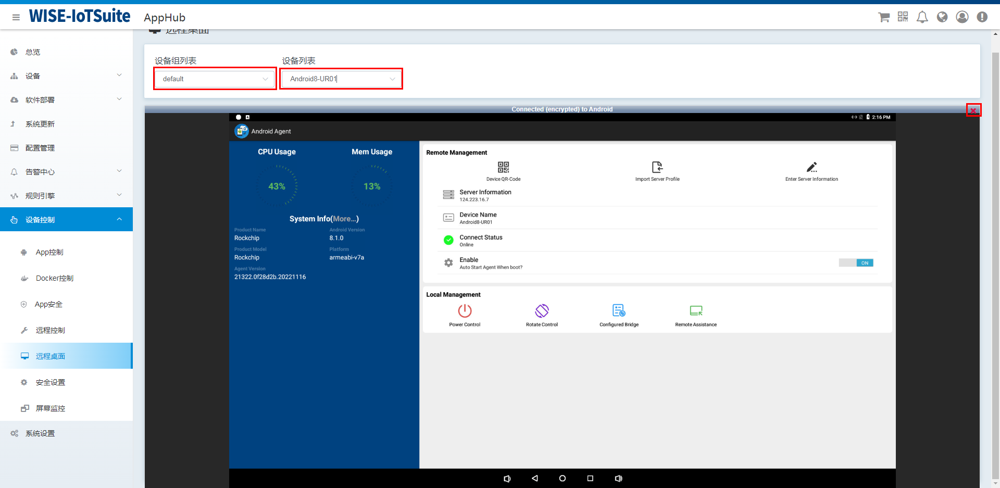 WISE-IoTSuite AppHub
远程桌面
总览
设备
软件部署
系统更新
配置管理
告警中心
规则引擎
设备控制
App控制
Docker控制
App安全
远程控制
远程桌面
安全设置
屏幕监控
系统设置
设备组列表 设备列表
default Android8-UR01
Connected (encrypted) to Android
2:16 PM
Android Agent
CPU Usage Mem Usage
43% 13%
System Info(More...)
Product Name Android Version
Rockchip 8.1.0
Product Model Platform
Rockchip armeabi-v7a
Agent Version
21322.0f28d2b.20221116
Remote Management
Device QR-Code Import Server Profile Enter Server Information
Server Information
124.223.16.7
Device Name
Android8-UR01
Connect Status
Online
Enable
Auto Start Agent When boot?
ON
Local Management
Power Control Rotate Control Configured Bridge Remote Assistance